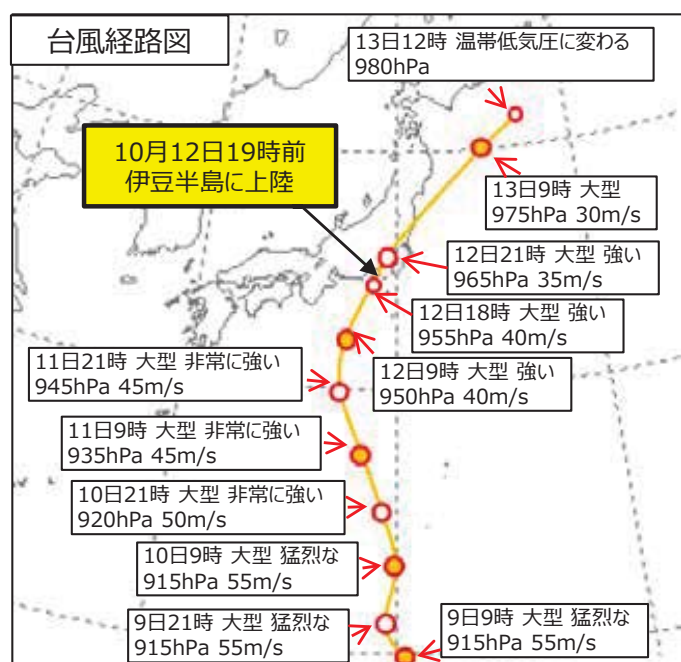 台風経路図
13日12時 温帯低気圧に変わる
980hPa
10月12日19時前
伊豆半島に上陸
13日9時 大型
975hPa 30m/s
12日21時 大型 強い
965hPa 35m/s
12日18時 大型 強い
955hPa 40m/s
11日21時 大型 非常に強い
945hPa 45m/s
12日9時 大型 強い
950hPa 40m/s
11日9時 大型 非常に強い
935hPa 45m/s
10日21時 大型 非常に強い
920hPa 50m/s
10日9時 大型 猛烈な
915hPa 55m/s
9日21時 大型 猛烈な
915hPa 55m/s
9日9時 大型 猛烈な
915hPa 55m/s